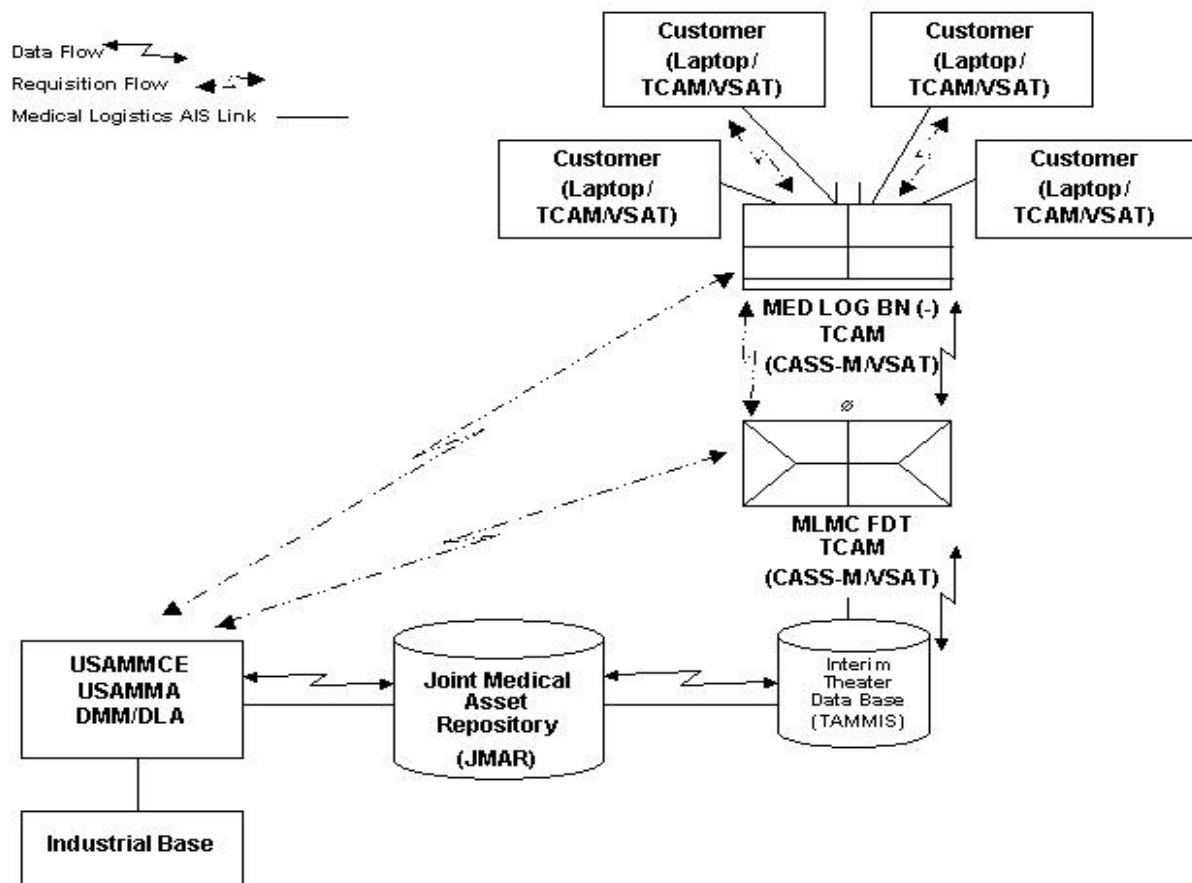 Data Flow
Requisition Flow
Medical Logistics AIS Link
Customer
(Laptop/
TCAM/VSAT)
Customer
(Laptop/
TCAM/VSAT)
Customer
(Laptop/
TCAM/VSAT)
Customer
(Laptop/
TCAM/VSAT)
MED LOG BN (-)
TCAM
(CASS-M/VSAT)
ø
MLMC FDT
TCAM
(CASS-M/VSAT)
USAMMCE
USAMMA
DMM/DLA
Joint Medical
Asset
Repository
(JMAR)
Interim
Theater
Data Base
(TAMMIS)
Industrial Base